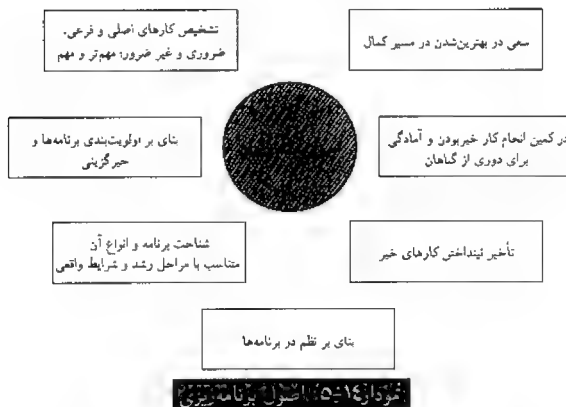 سعی در بهترین‌شدن در مسیر کمال
تشخیص کارهای اصلی و فرعی.
ضروری و غیر ضرور؛ مهم‌تر و مهم
در کمین انجام کار خیربودن و آمادگی
برای دوری از گناهان
بنای بر اولویت‌بندی برنامه‌ها و
خیرگزینی
تأخیر نینداختن کارهای خیر
شناخت برنامه و انواع آن
متناسب با مراحل رشد و شرایط واقعی
بنای بر نظم در برنامه‌ها
نمودار ۱٤-٥: اصول برنامه‌ریزی